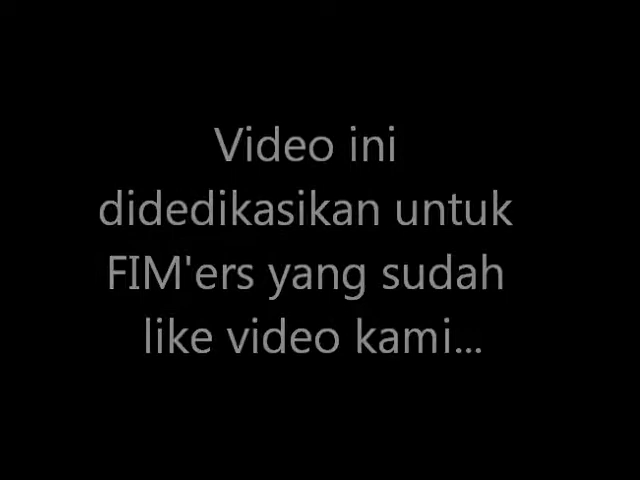 Video ini
didedikasikan untuk
FIM'ers yang sudah
like video kami...